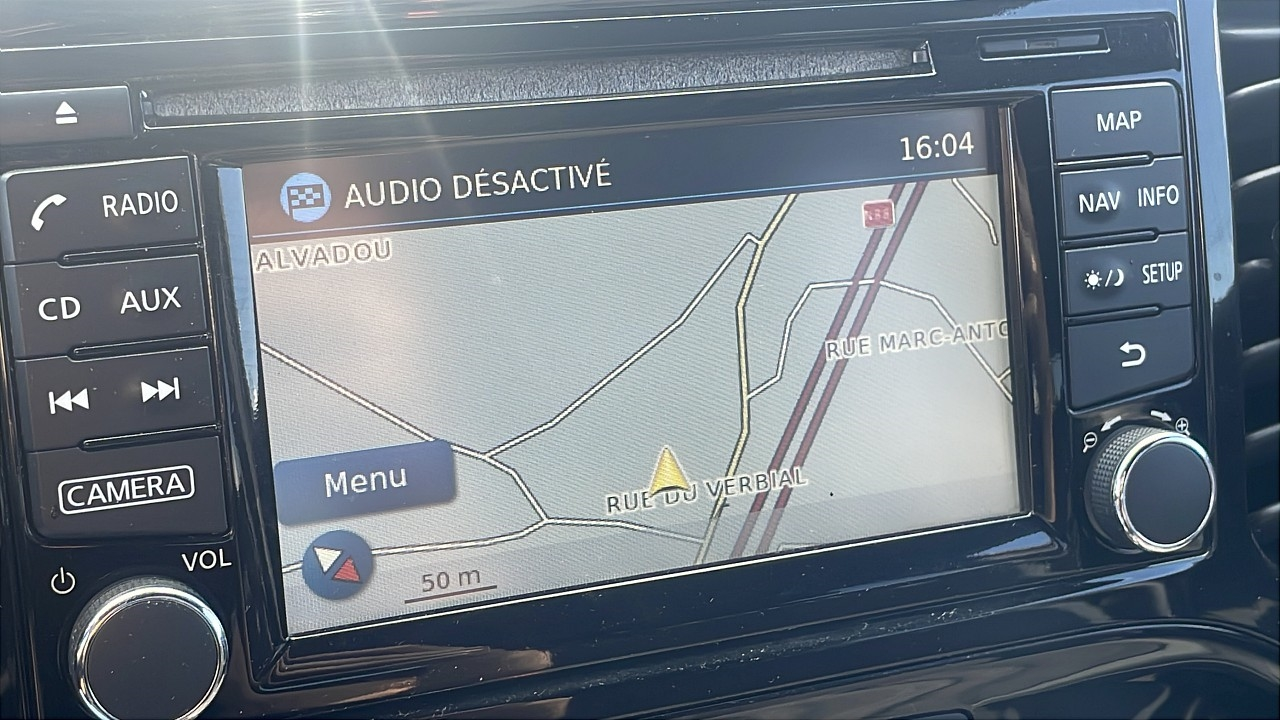 AUDIO DÉSACTIVÉ
16:04
MAP
RADIO
NAV INFO
ALVADOU
SETUP
CD AUX
RUE MARC-ANTO
Menu
CAMERA
RUE DU VERBIAL
VOL
50 m